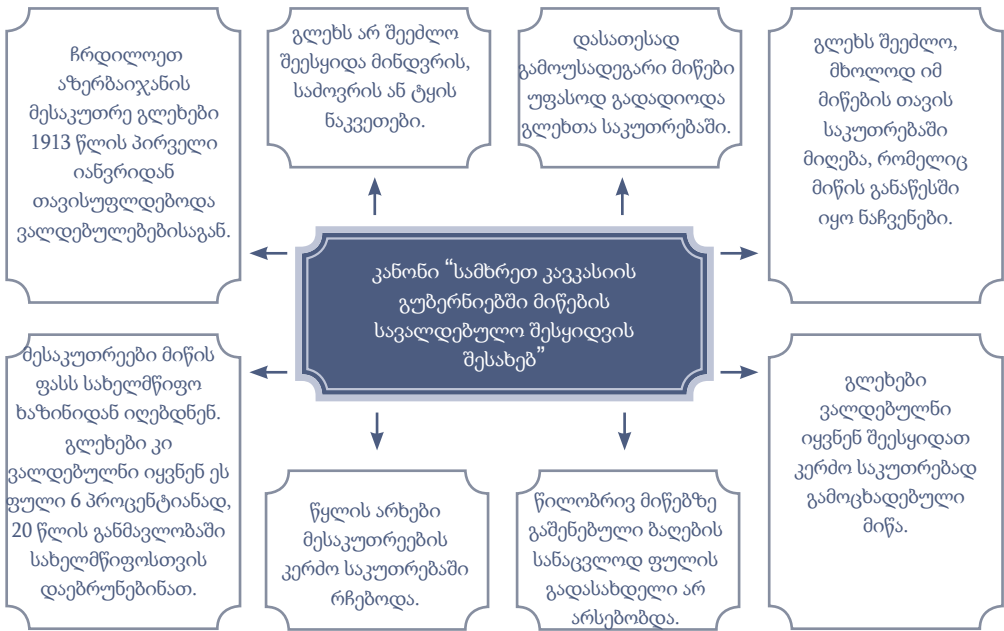 ჩრდილოეთ
აზერბაიჯანის
მესაკუთრე გლეხები
1913 წლის პირველი
იანვრიდან
თავისუფლდებოდა
ვალდებულებებისაგან.
გლეხს არ შეეძლო
შეესყიდა მინდვრის,
საძოვრის ან ტყის
ნაკვეთები.
დასათესად
გამოუსადეგარი მიწები
უფასოდ გადადიოდა
გლეხთა საკუთრებაში.
გლეხს შეეძლო,
მხოლოდ იმ
მიწების თავის
საკუთრებაში
მიღება, რომელიც
მიწის განაწესში
იყო ნაჩვენები.
კანონი “სამხრეთ კავკასიის
გუბერნიებში მიწების
სავალდებულო შესყიდვის
შესახებ”
მესაკუთრეები მიწის
ფასს სახელმწიფო
ხაზინიდან იღებდნენ.
გლეხები კი
ვალდებულნი იყვნენ ეს
ფული 6 პროცენტიანად,
20 წლის განმავლობაში
სახელმწიფოსთვის
დაებრუნებინათ.
წყლის არხები
მესაკუთრეების
კერძო საკუთრებაში
რჩებოდა.
წილობრივ მიწებზე
გაშენებული ბაღების
სანაცვლოდ ფულის
გადასახდელი არ
არსებობდა.
გლეხები
ვალდებულნი
იყვნენ შეესყიდათ
კერძო საკუთრებად
გამოცხადებული
მიწა.